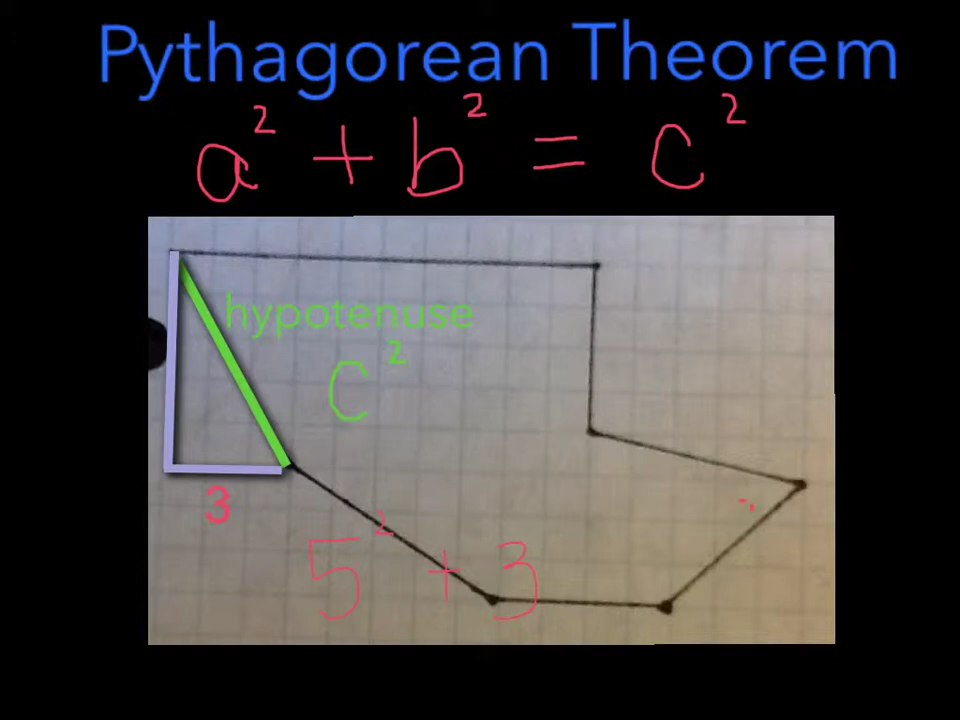 Pythagorean Theorem
a² + b² = c²
hypotenuse
c²
3
5² + 3